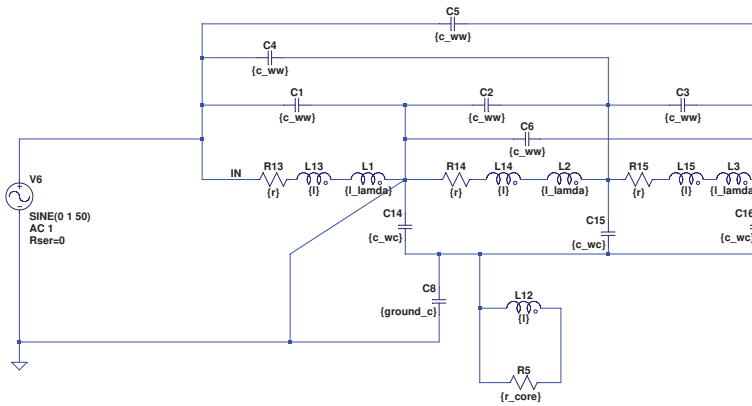 C5
{c_ww}
C4
{c_ww}
C1
{c_ww}
C2
{c_ww}
C3
{c_ww}
C6
{c_ww}
IN
R13
{r}
L13
{l}
L1
{l_lamda}
R14
{r}
L14
{l}
L2
{l_lamda}
R15
{r}
L15
{l}
L3
{l_lamda
V6
SINE(0 1 50)
AC 1
Rser=0
C14
{c_wc}
C15
{c_wc}
C16
{c_wc
C8
{ground_c}
L12
{l}
R5
{r_core}